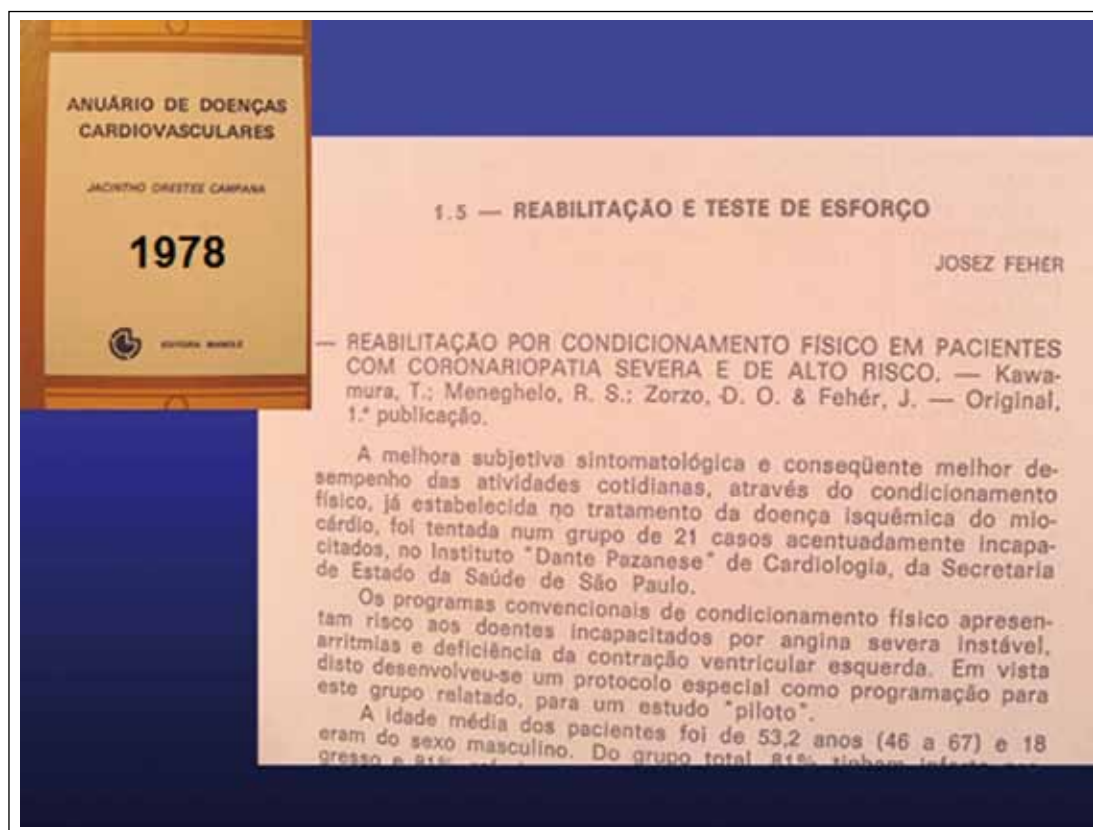 ANUÁRIO DE DOENÇAS
CARDIOVASCULARES
JACINTHO ORESTES CAMPANA
1978
EDITORA MANOLE
1.5 — REABILITAÇÃO E TESTE DE ESFORÇO
JOSEZ FEHÉR
— REABILITAÇÃO POR CONDICIONAMENTO FÍSICO EM PACIENTES
COM CORONARIOPATIA SEVERA E DE ALTO RISCO. — Kawa-
mura, T.; Meneghelo, R. S.; Zorzo, D. O. & Fehér, J. — Original,
1.ª publicação.
A melhora subjetiva sintomatológica e conseqüente melhor de-
sempenho das atividades cotidianas, através do condicionamento
físico, já estabelecida no tratamento da doença isquêmica do mio-
cárdio, foi tentada num grupo de 21 casos acentuadamente incapa-
citados, no Instituto "Dante Pazanese" de Cardiologia, da Secretaria
de Estado da Saúde de São Paulo.
Os programas convencionais de condicionamento físico apresen-
tam risco aos doentes incapacitados por angina severa instável,
arritmias e deficiência da contração ventricular esquerda. Em vista
disto desenvolveu-se um protocolo especial como programação para
este grupo relatado, para um estudo "piloto".
A idade média dos pacientes foi de 53,2 anos (46 a 67) e 18
eram do sexo masculino. Do grupo total, 81% tinham
gresso e 81%